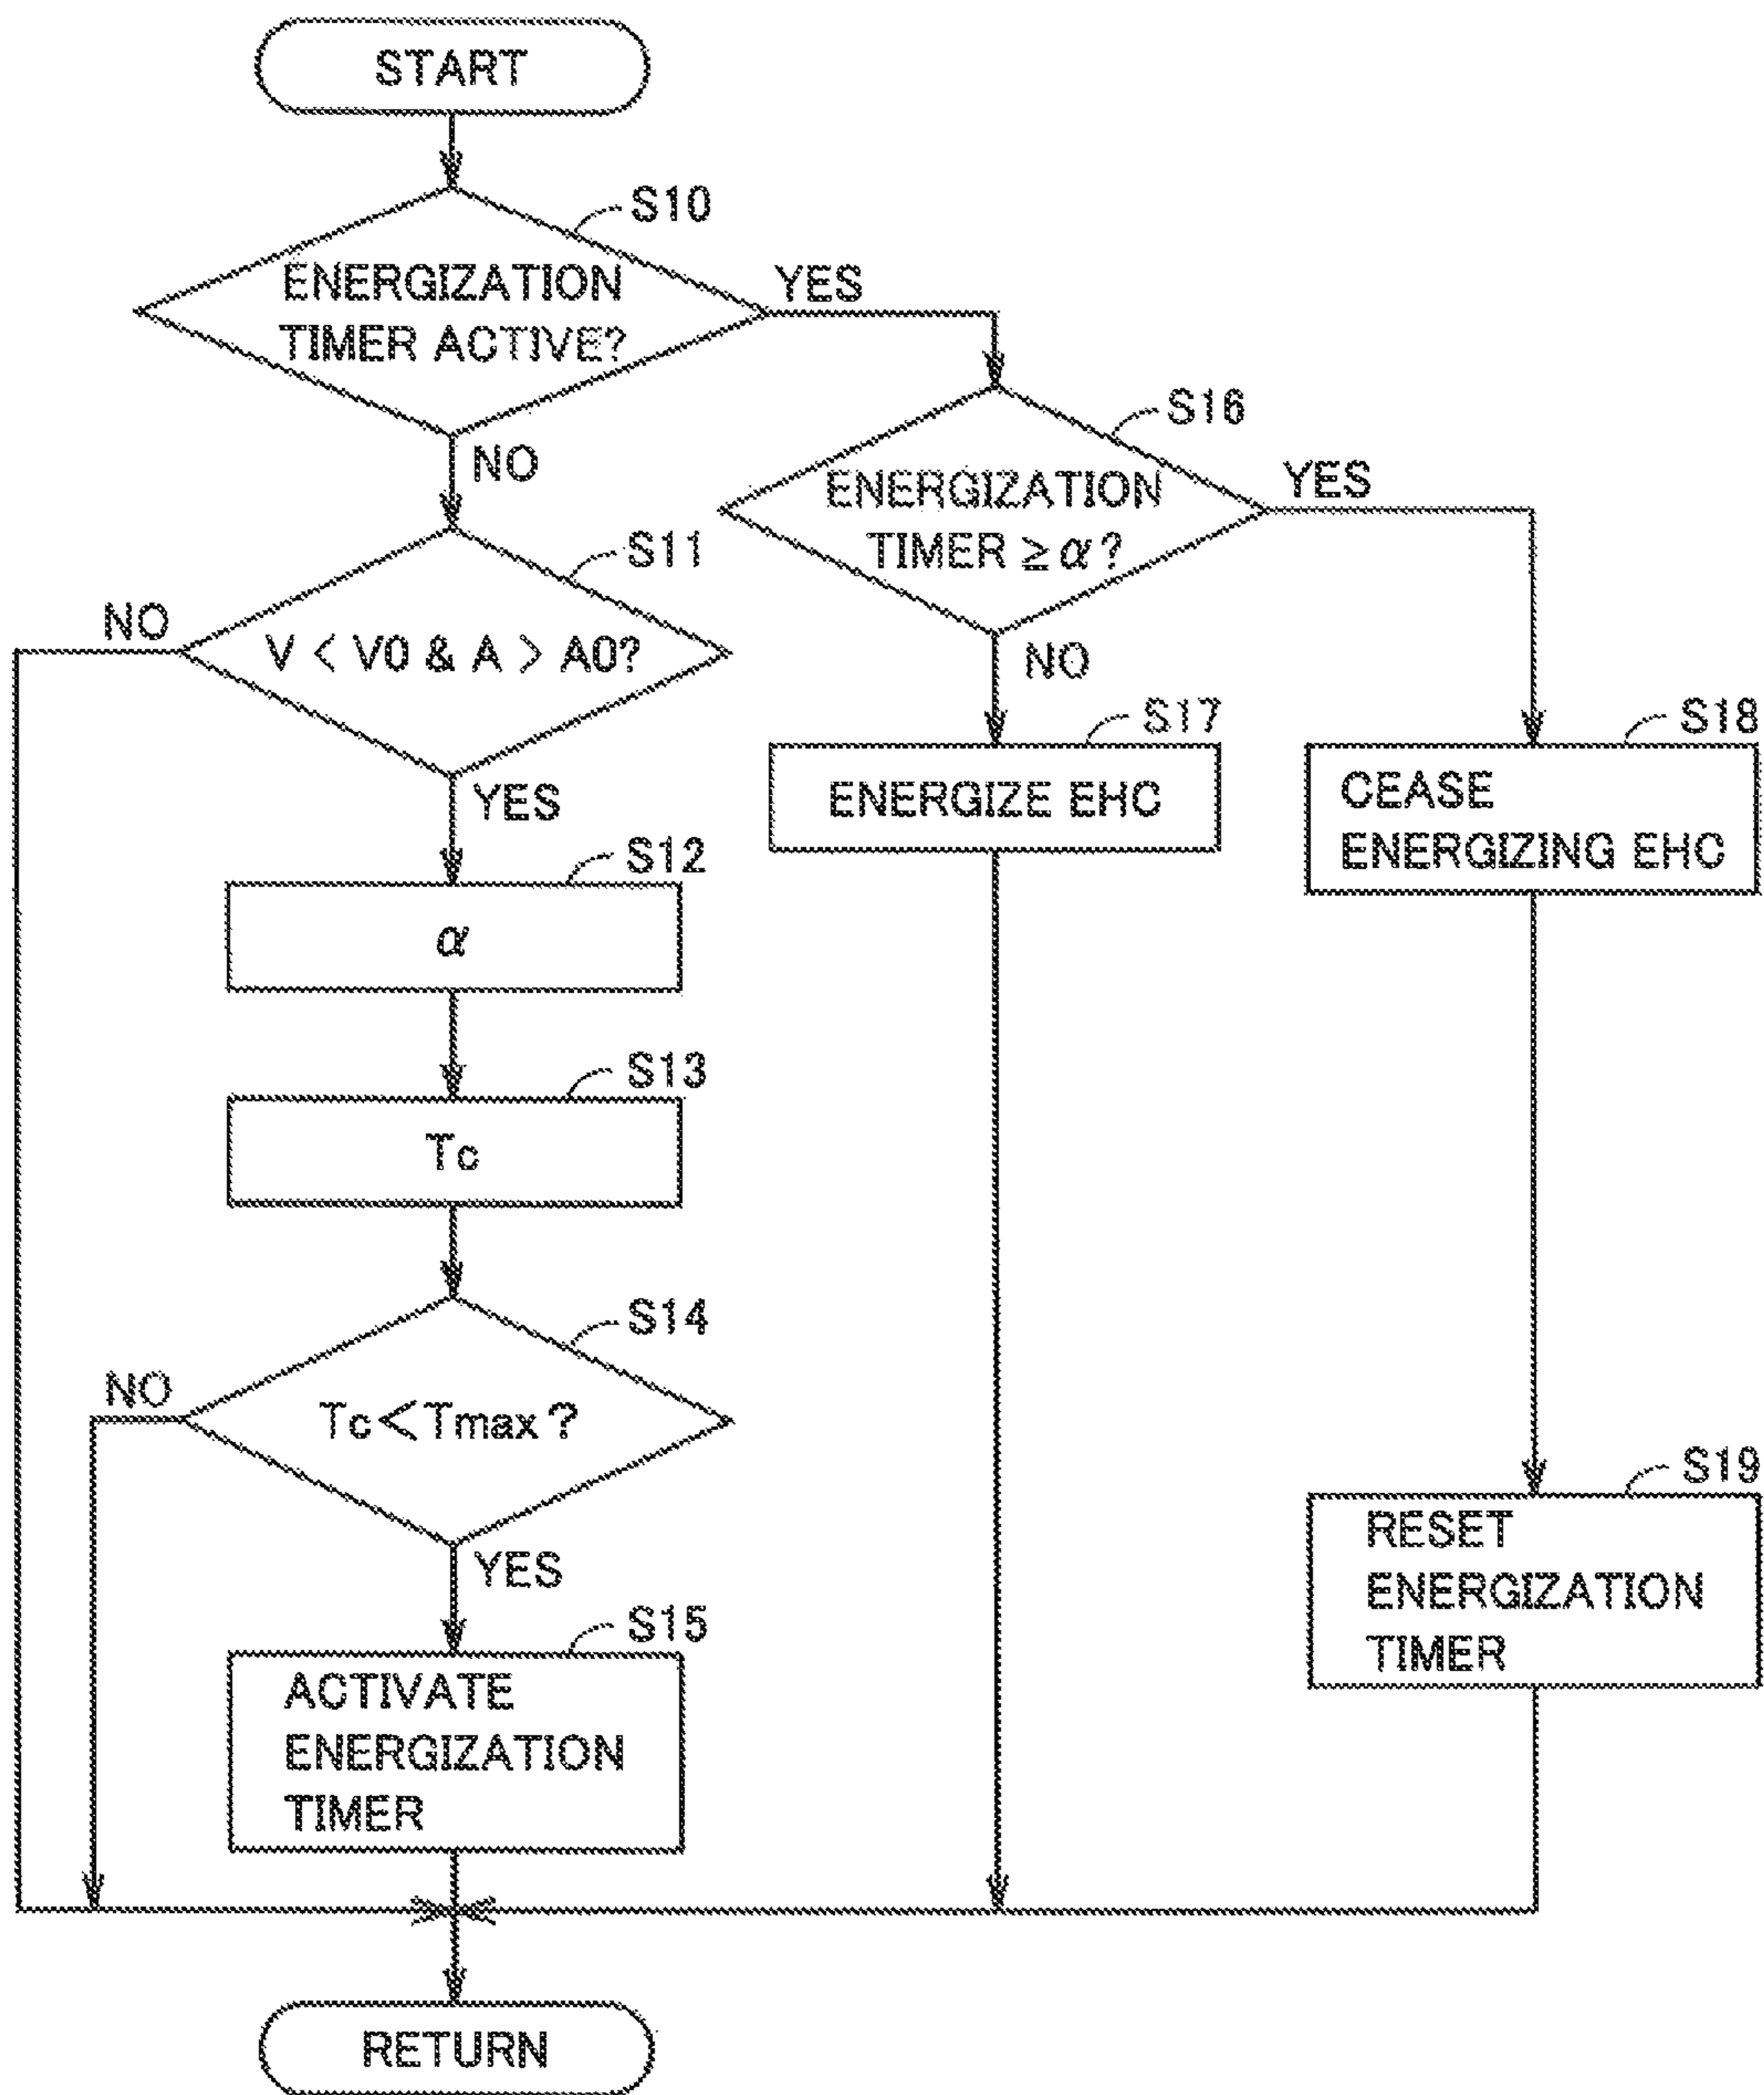 START
S10
ENERGIZATION
TIMER ACTIVE?
YES
NO
S16
ENERGIZATION
TIMER ≥ α?
YES
NO
S11
V < V0 & A > A0?
NO
YES
S17
ENERGIZE EHC
S18
CEASE
ENERGIZING EHC
S12
α
S13
Tc
S14
Tc < Tmax ?
NO
YES
S19
RESET
ENERGIZATION
TIMER
S15
ACTIVATE
ENERGIZATION
TIMER
RETURN